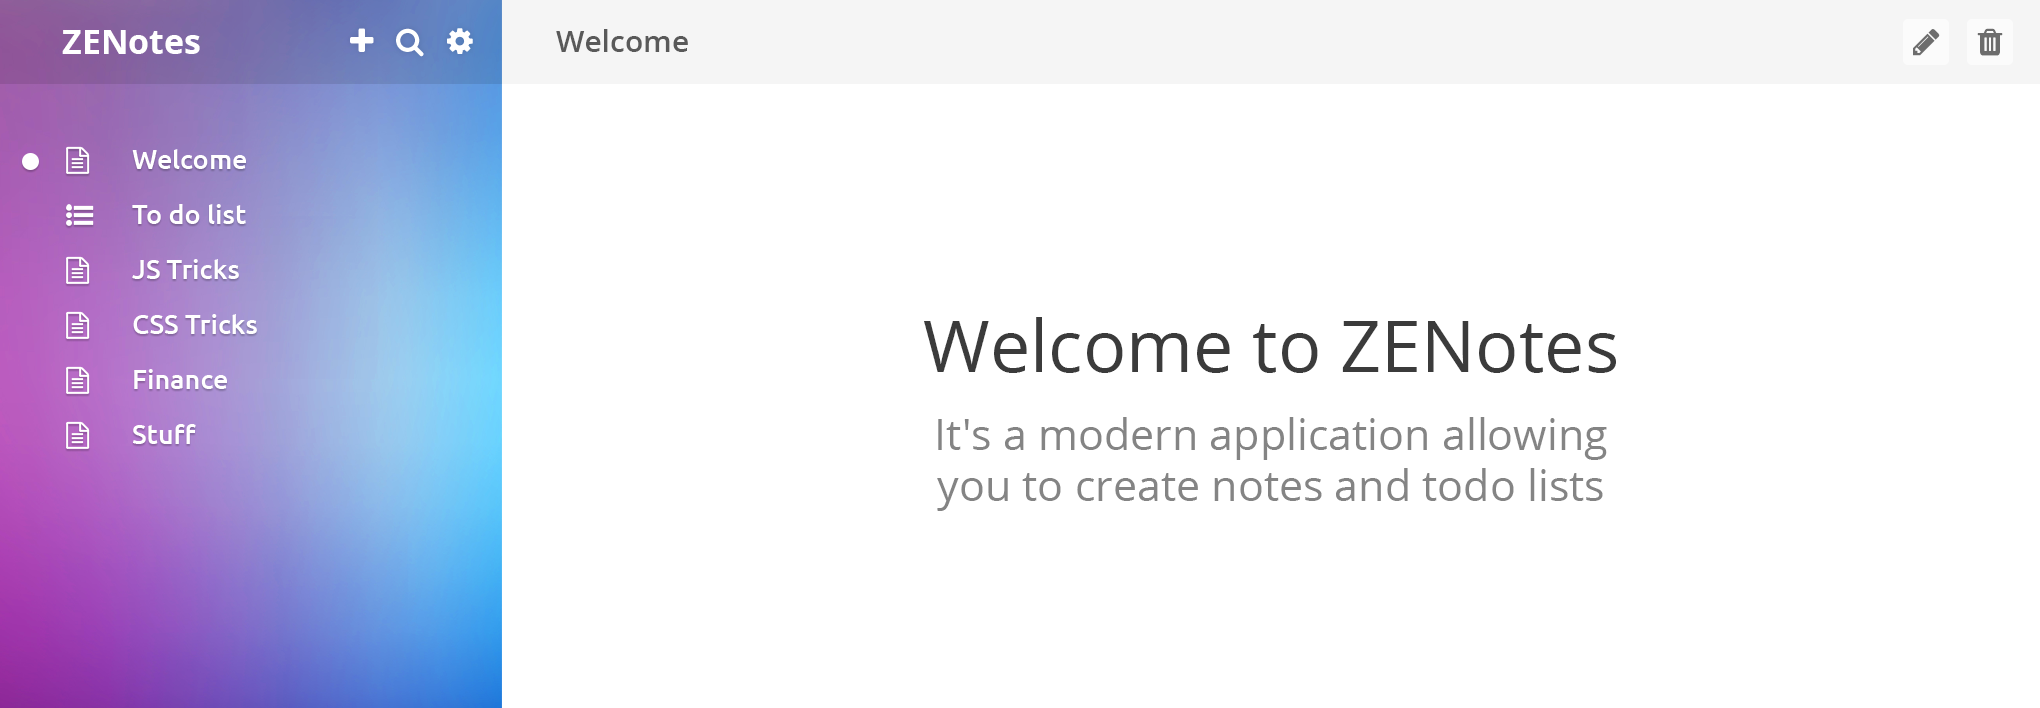 ZENotes
Welcome
Welcome
To do list
JS Tricks
CSS Tricks
Finance
Stuff
Welcome to ZENotes
It's a modern application allowing
you to create notes and todo lists